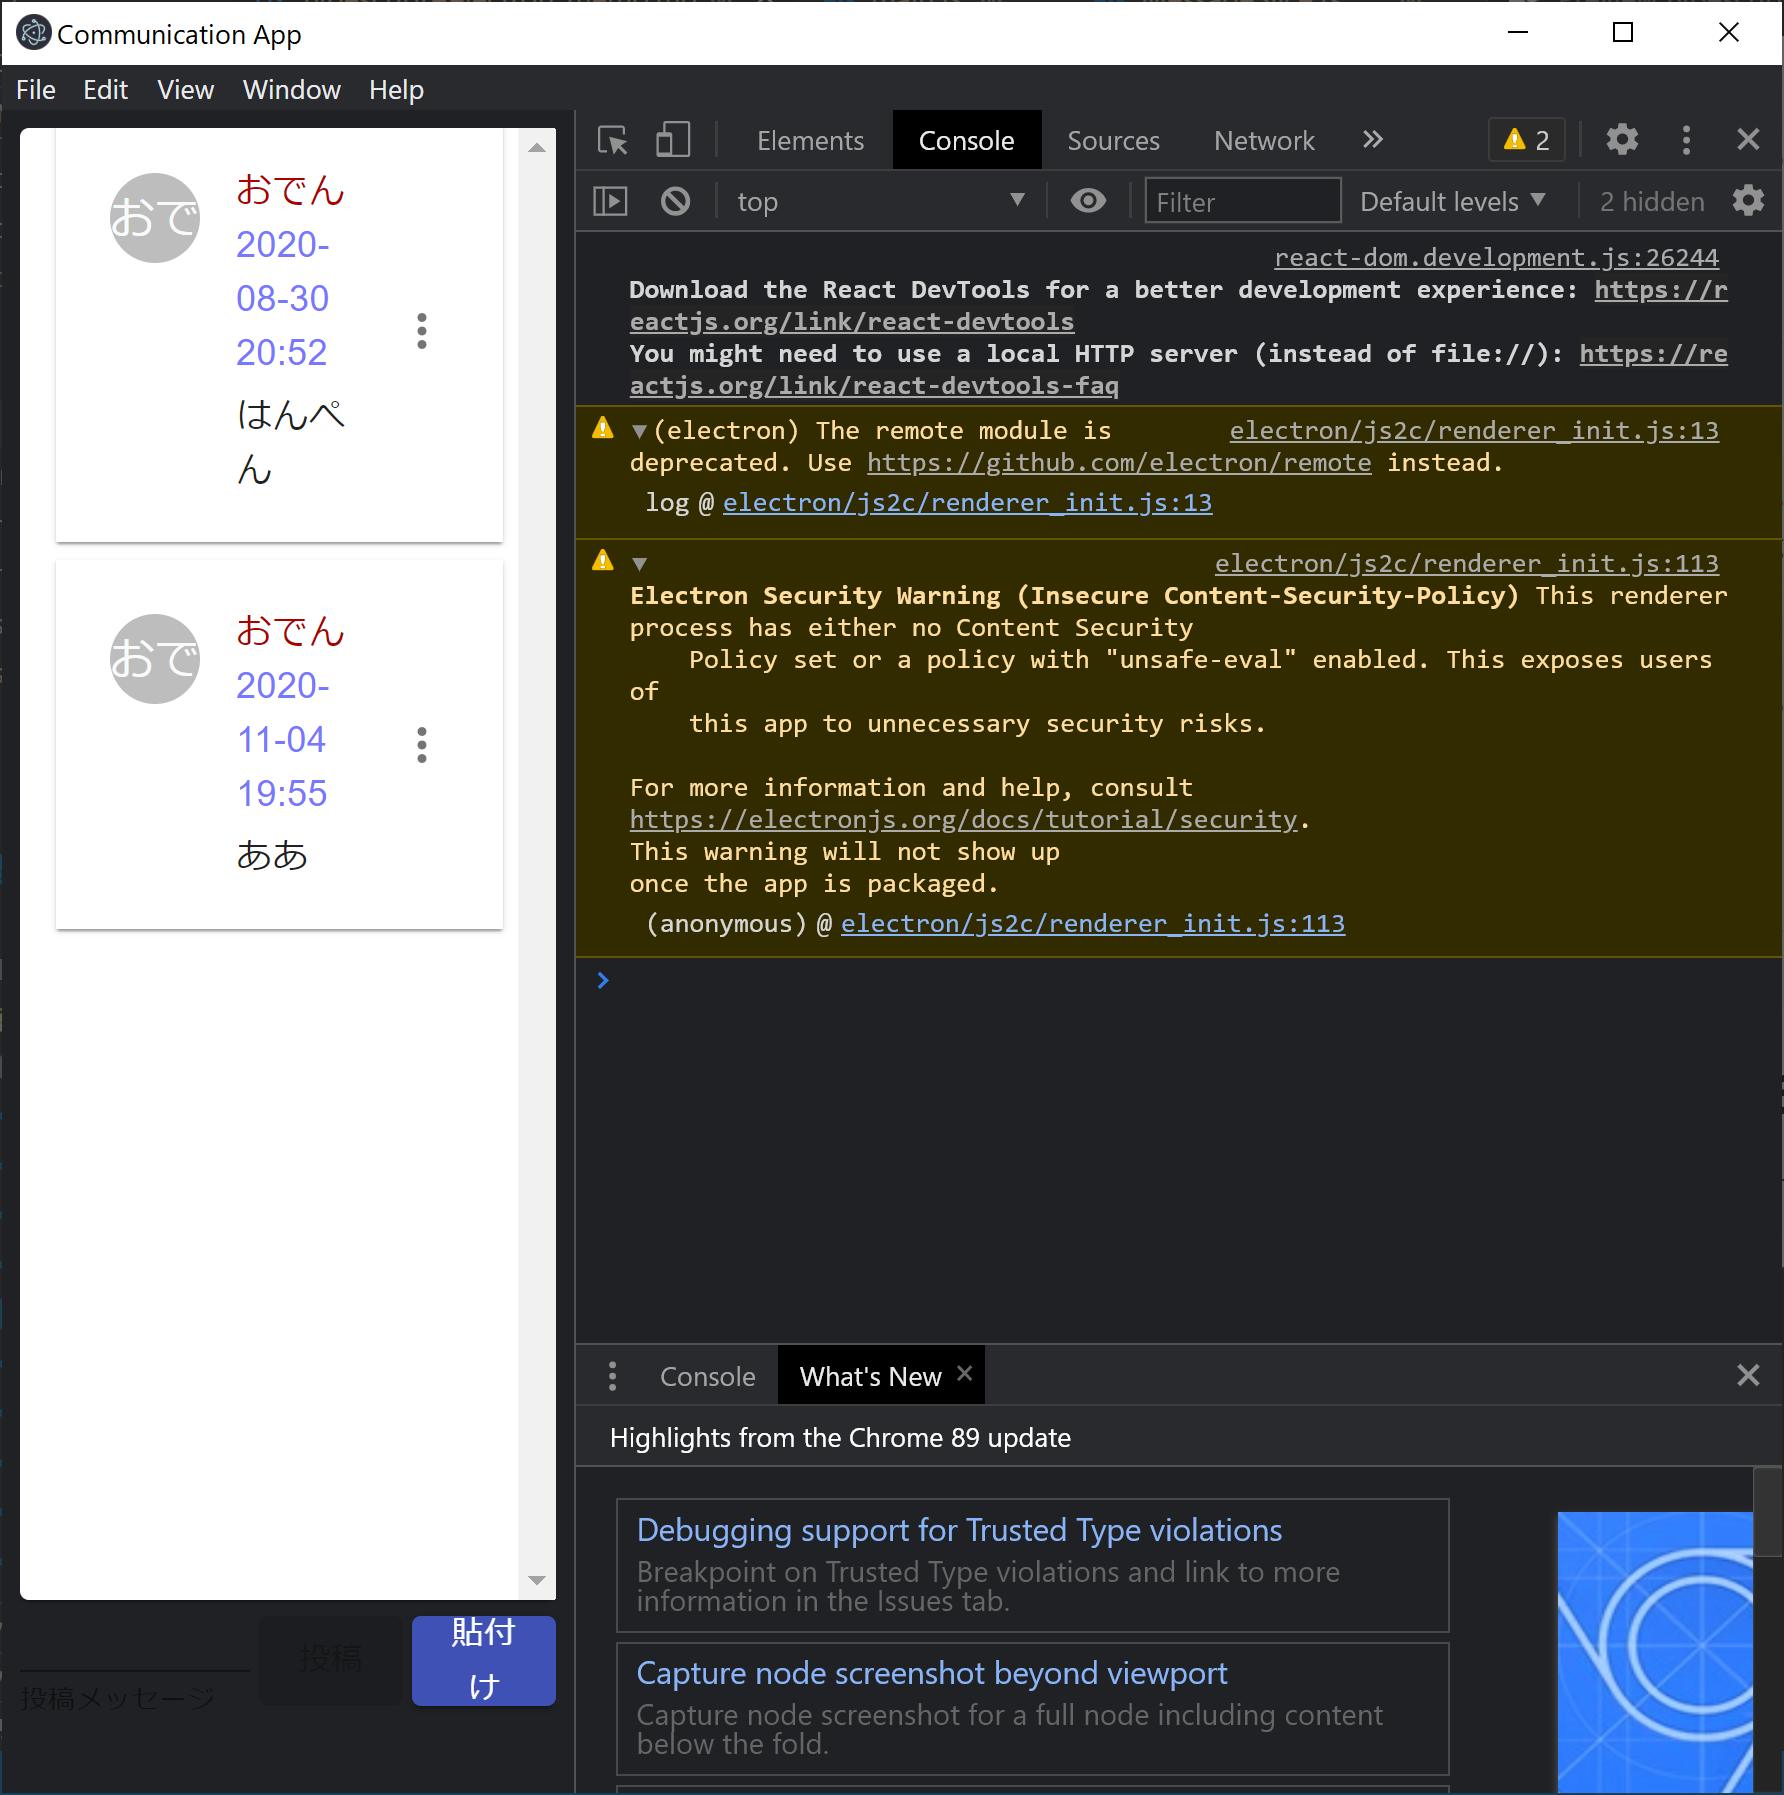 Communication App
File Edit View Window Help
おで
おでん
2020-
08-30
20:52
はんぺ
ん
おで
おでん
2020-
11-04
19:55
ああ
投稿
投稿メッセージ
貼付
け
Elements Console Sources Network 2
top Filter Default levels 2 hidden
react-dom.development.js:26244
Download the React DevTools for a better development experience: https://r
eactjs.org/link/react-devtools
You might need to use a local HTTP server (instead of file://): https://re
actjs.org/link/react-devtools-faq
(electron) The remote module is electron/js2c/renderer_init.js:13
deprecated. Use https://github.com/electron/remote instead.
log @ electron/js2c/renderer_init.js:13
electron/js2c/renderer_init.js:113
Electron Security Warning (Insecure Content-Security-Policy) This renderer
process has either no Content Security
Policy set or a policy with "unsafe-eval" enabled. This exposes users
of
this app to unnecessary security risks.
For more information and help, consult
https://electronjs.org/docs/tutorial/security.
This warning will not show up
once the app is packaged.
(anonymous) @ electron/js2c/renderer_init.js:113
Console What's New
Highlights from the Chrome 89 update
Debugging support for Trusted Type violations
Breakpoint on Trusted Type violations and link to more
information in the Issues tab.
Capture node screenshot beyond viewport
Capture node screenshot for a full node including content
below the fold.